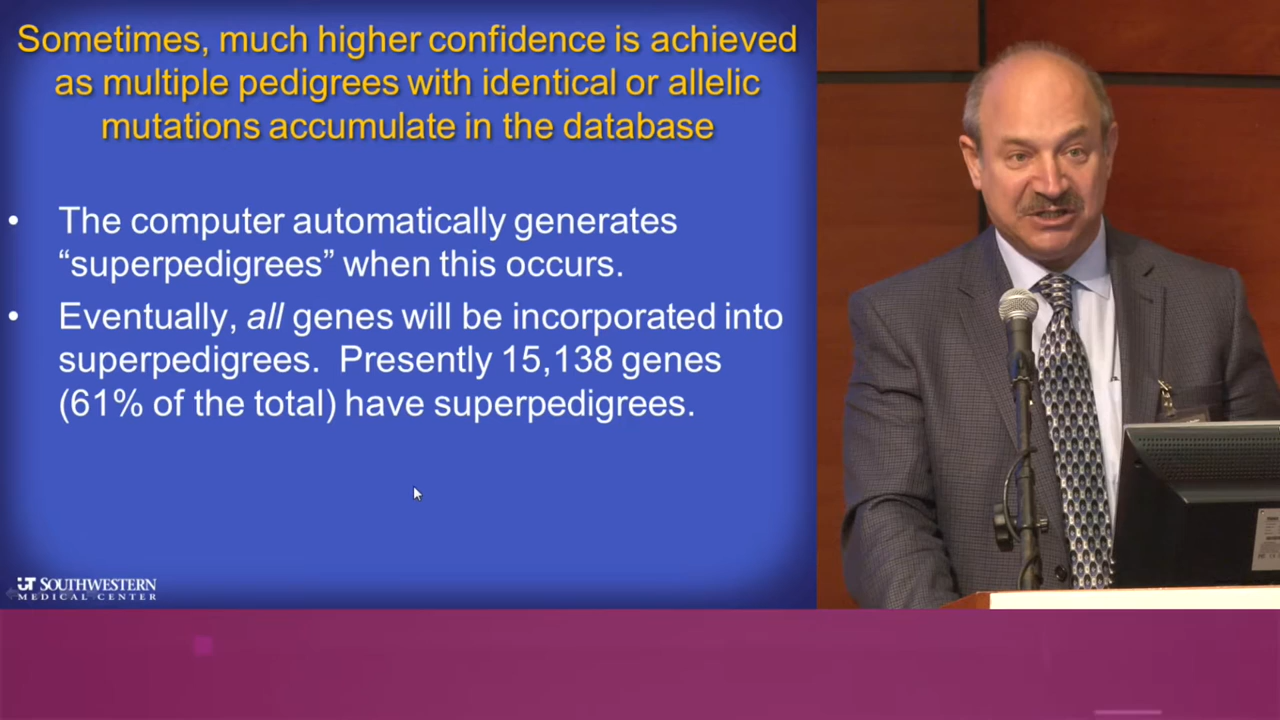 Sometimes, much higher confidence is achieved
as multiple pedigrees with identical or allelic
mutations accumulate in the database
• The computer automatically generates
“superpedigrees” when this occurs.
• Eventually, all genes will be incorporated into
superpedigrees. Presently 15,138 genes
(61% of the total) have superpedigrees.
UT SOUTHWESTERN
MEDICAL CENTER